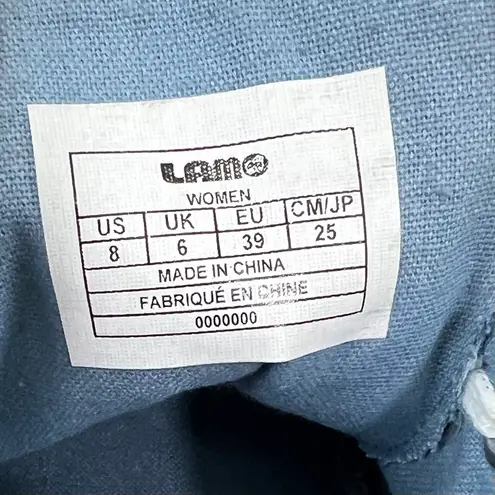 LAMO
WOMEN
US UK EU CM/JP
8 6 39 25
MADE IN CHINA
FABRIQUÉ EN CHINE
0000000